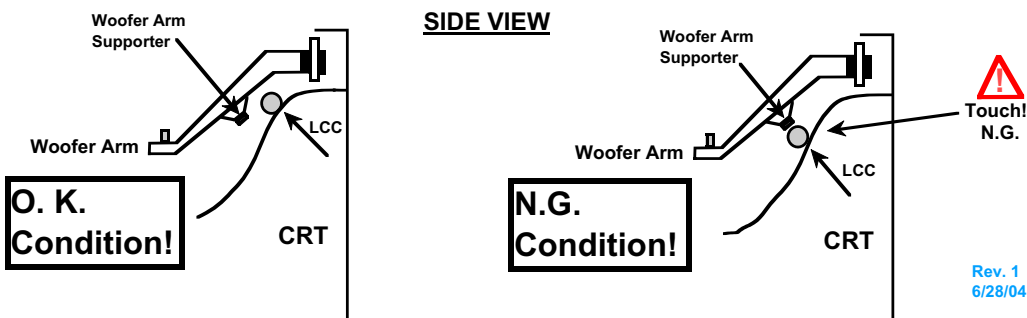 SIDE VIEW
Woofer Arm
Supporter
LCC
Woofer Arm
O. K.
Condition!
CRT
Woofer Arm
Supporter
!
Touch!
N.G.
Woofer Arm
LCC
N.G.
Condition!
CRT
Rev. 1
6/28/04